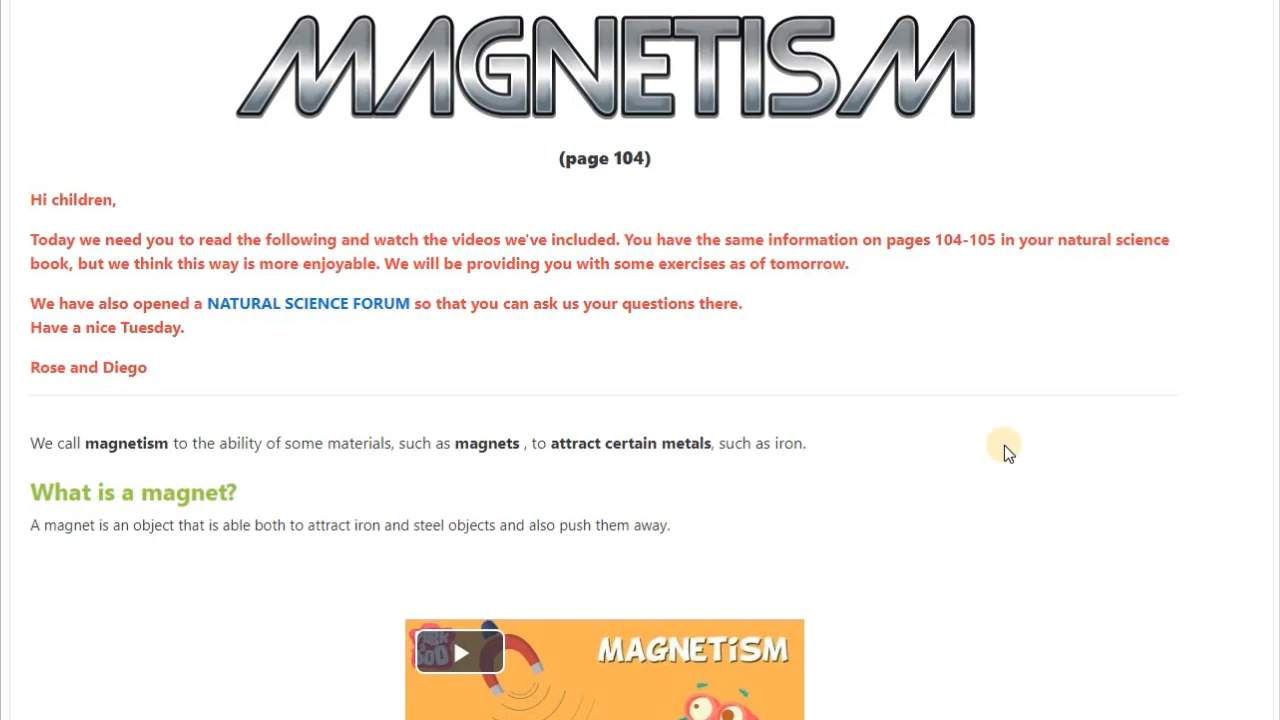 MAGNETISM
(page 104)
Hi children,
Today we need you to read the following and watch the videos we've included. You have the same information on pages 104-105 in your natural science
book, but we think this way is more enjoyable. We will be providing you with some exercises as of tomorrow.
We have also opened a NATURAL SCIENCE FORUM so that you can ask us your questions there.
Have a nice Tuesday.
Rose and Diego
We call magnetism to the ability of some materials, such as magnets , to attract certain metals, such as iron.
What is a magnet?
A magnet is an object that is able both to attract iron and steel objects and also push them away.
MAGNETiSM